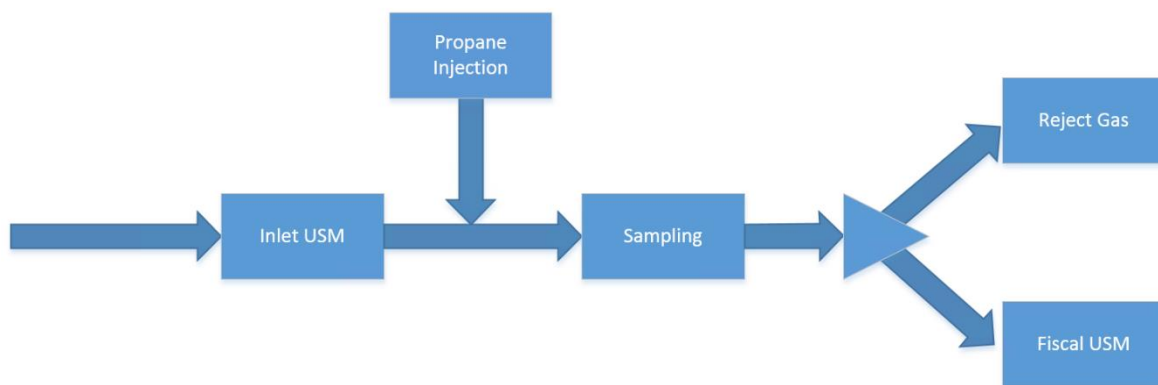 Propane
Injection
Reject Gas
Inlet USM
Sampling
Fiscal USM